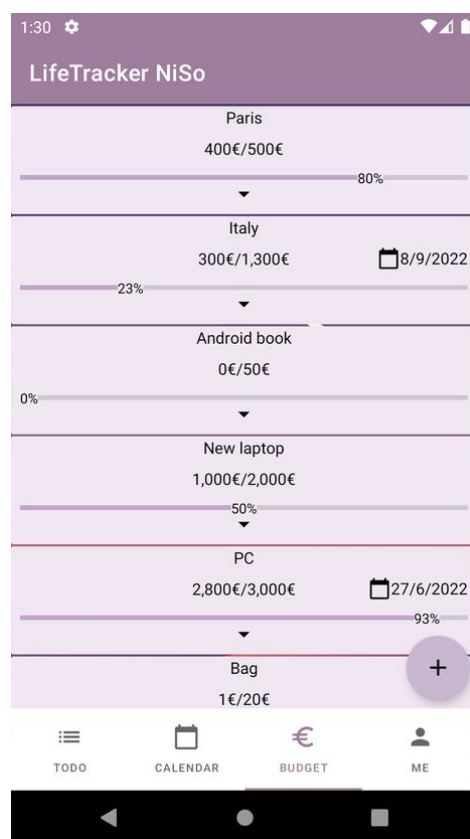 1:30
LifeTracker NiSo
Paris
400€/500€
80%
Italy
300€/1,300€ 8/9/2022
23%
Android book
0€/50€
0%
New laptop
1,000€/2,000€
50%
PC
2,800€/3,000€ 27/6/2022
93%
Bag
+
1€/20€
€
TODO CALENDAR BUDGET ME